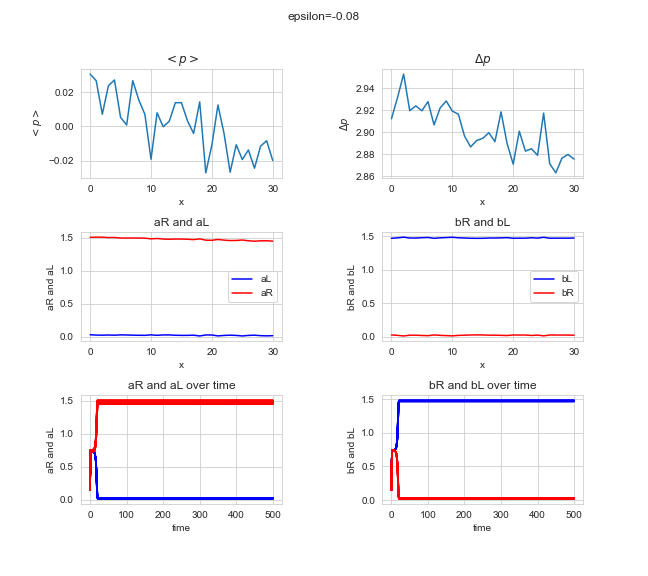 epsilon=-0.08
< p >
Δp
< p >
0.02
0.00
−0.02
0
10
20
30
x
Δp
2.94
2.92
2.90
2.88
2.86
0
10
20
30
x
aR and aL
bR and bL
aR and aL
1.5
1.0
0.5
0.0
aL
aR
0
10
20
30
x
bR and bL
1.5
1.0
0.5
0.0
bL
bR
0
10
20
30
x
aR and aL over time
bR and bL over time
aR and aL
1.5
1.0
0.5
0.0
0
100
200
300
400
500
time
bR and bL
1.5
1.0
0.5
0.0
0
100
200
300
400
500
time